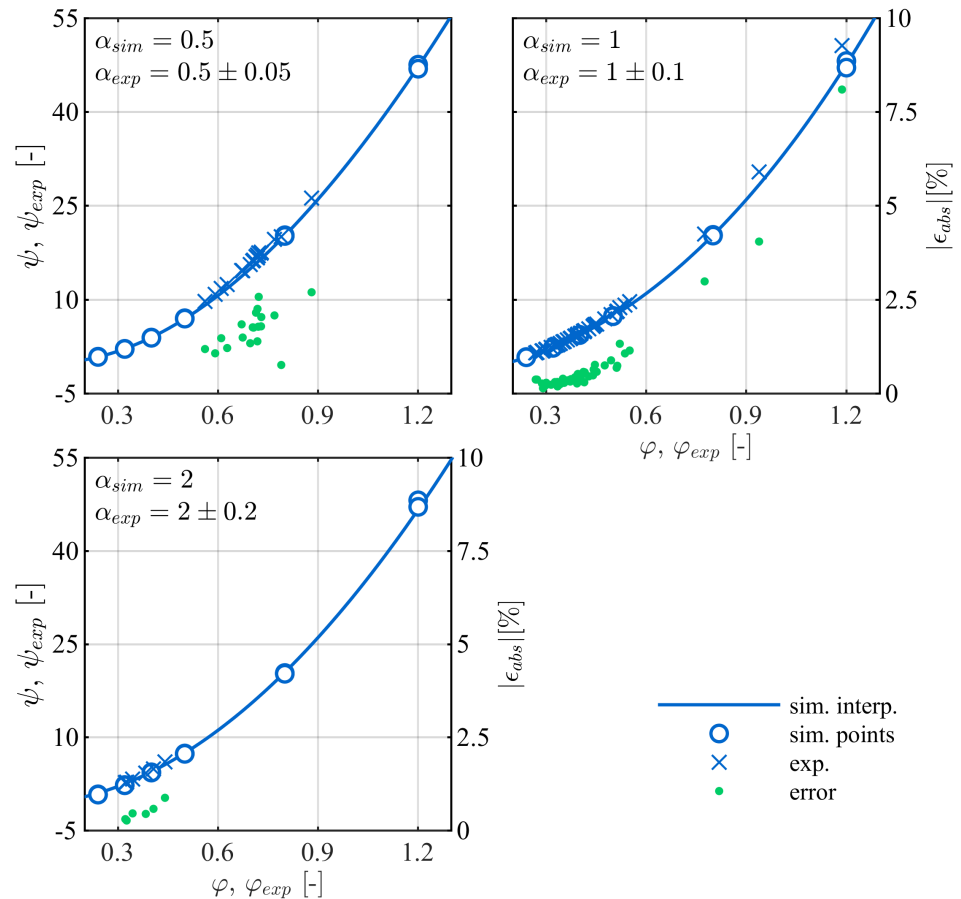 55
40
25
10
-5
ψ, ψ_exp [-]
α_sim = 0.5
α_exp = 0.5 ± 0.05
0.3 0.6 0.9 1.2
α_sim = 1
α_exp = 1 ± 0.1
10
7.5
5
2.5
0
|ϵ_abs|[%]
0.3 0.6 0.9 1.2
φ, φ_exp [-]
55
40
25
10
-5
ψ, ψ_exp [-]
α_sim = 2
α_exp = 2 ± 0.2
10
7.5
5
2.5
0
|ϵ_abs|[%]
0.3 0.6 0.9 1.2
φ, φ_exp [-]
sim. interp.
sim. points
exp.
error